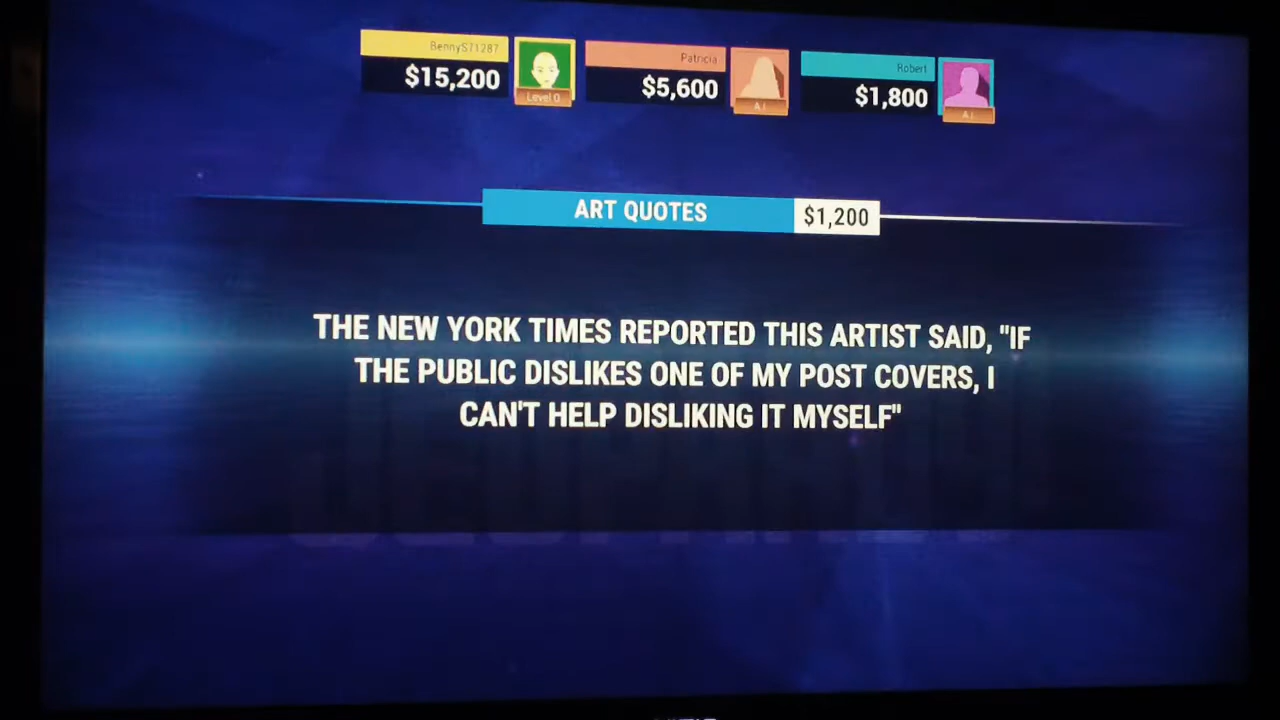 BennyS71287
$15,200
Level 0
Patricia
$5,600
A.I.
Robert
$1,800
A.I.
ART QUOTES $1,200
THE NEW YORK TIMES REPORTED THIS ARTIST SAID, "IF
THE PUBLIC DISLIKES ONE OF MY POST COVERS, I
CAN'T HELP DISLIKING IT MYSELF"
JEOPARDY